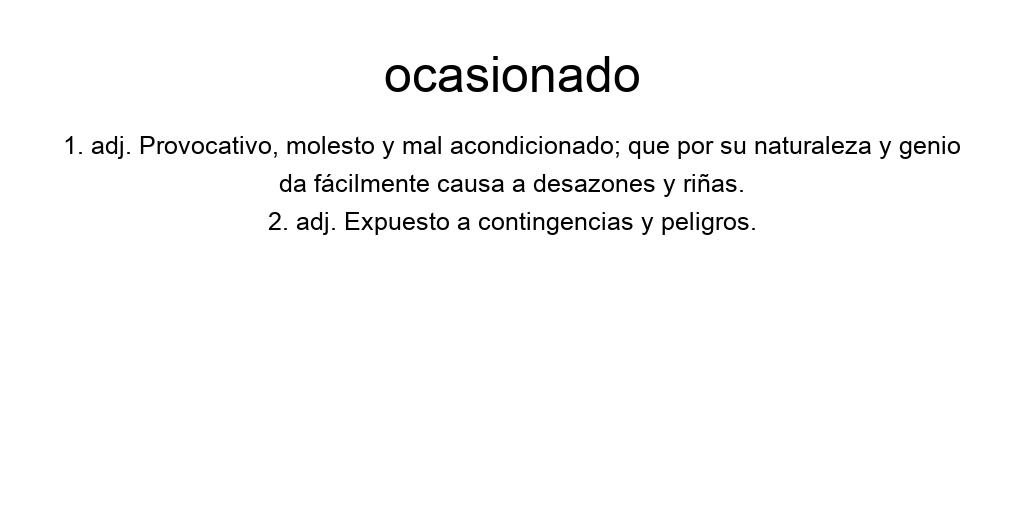 ocasionado
1. adj. Provocativo, molesto y mal acondicionado; que por su naturaleza y genio
da fácilmente causa a desazones y riñas.
2. adj. Expuesto a contingencias y peligros.